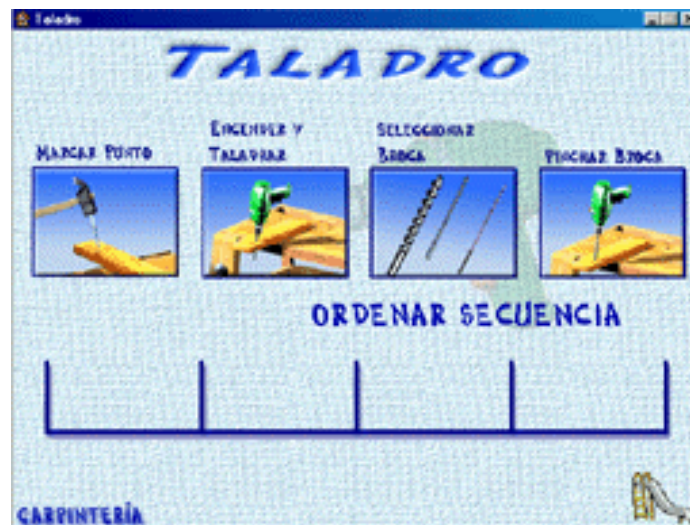 Taladro
TALADRO
MARCAR PUNTO
ENCENDER Y
TALADRAR
SELECCIONAR
BROCA
PINCHAR BROCA
ORDENAR SECUENCIA
CARPINTERÍA